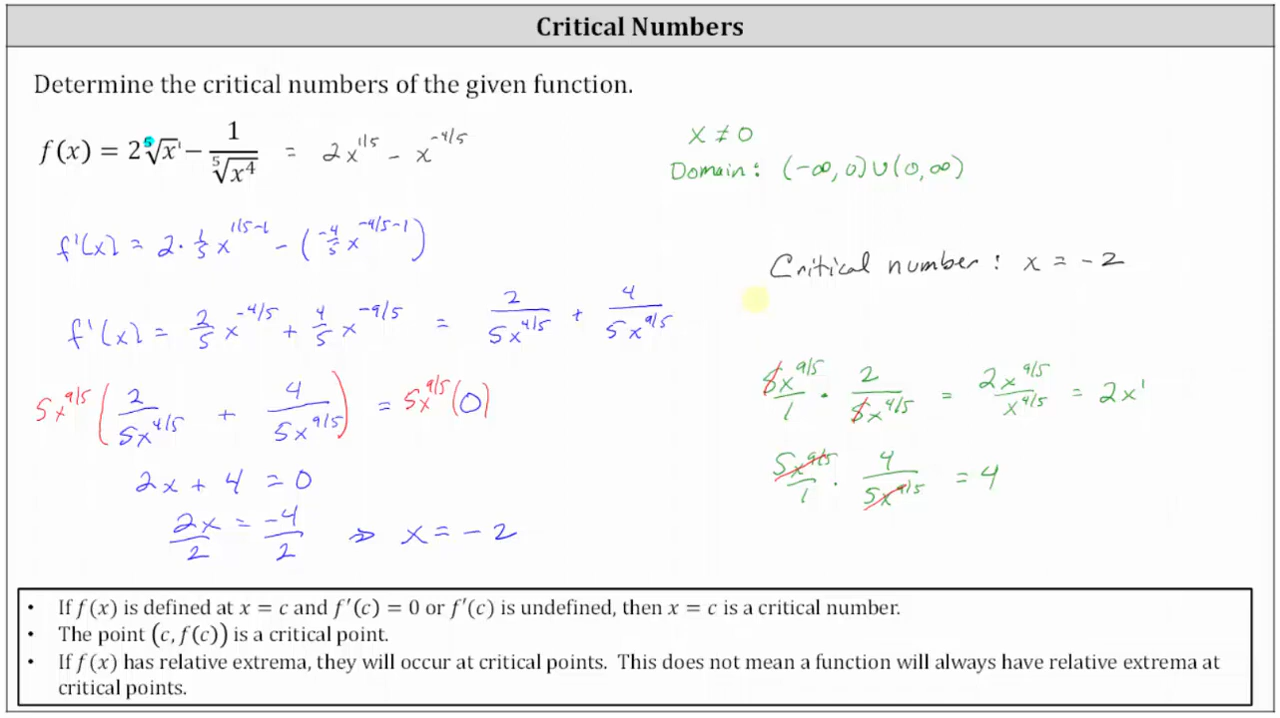 Critical Numbers
Determine the critical numbers of the given function.
f(x) = 2⁵√x¹ − 1/⁵√x⁴ = 2x^(1/5) − x^(−4/5)
x ≠ 0
Domain: (−∞, 0) ∪ (0, ∞)
f'(x) = 2 · 1/5 x^(1/5−1) − (−4/5 x^(−4/5−1))
Critical number: x = −2
f'(x) = 2/5 x^(−4/5) + 4/5 x^(−9/5) = 2/(5x^(4/5)) + 4/(5x^(9/5))
5x^(9/5) (2/(5x^(4/5)) + 4/(5x^(9/5))) = 5x^(9/5) (0)
5x^(9/5)/1 · 2/(5x^(4/5)) = 2x^(9/5)/x^(4/5) = 2x¹
2x + 4 = 0
5x^(9/5)/1 · 4/(5x^(9/5)) = 4
2x/2 = −4/2 ⇒ x = −2
• If f(x) is defined at x = c and f′(c) = 0 or f′(c) is undefined, then x = c is a critical number.
• The point (c, f(c)) is a critical point.
• If f(x) has relative extrema, they will occur at critical points. This does not mean a function will always have relative extrema at
critical points.